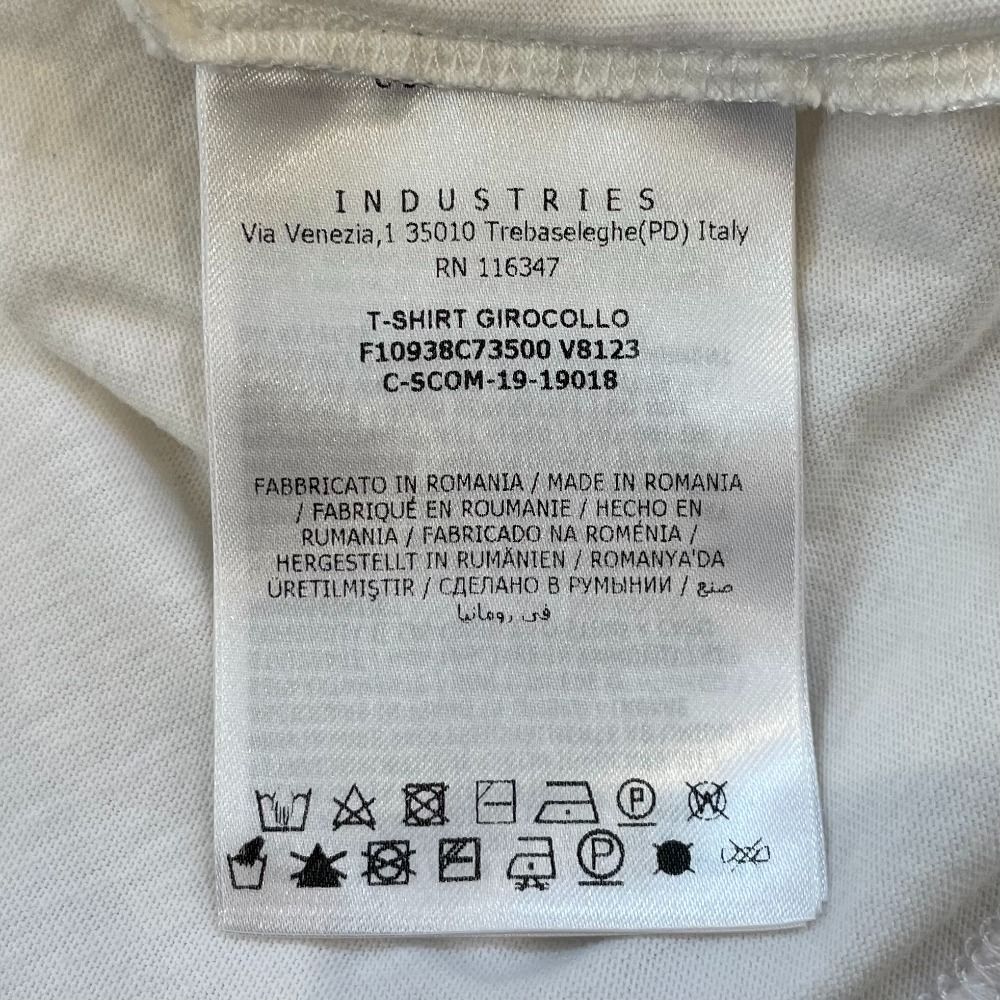 INDUSTRIES
Via Venezia,1 35010 Trebaseleghe(PD) Italy
RN 116347
T-SHIRT GIROCOLLO
F10938C73500 V8123
C-SCOM-19-19018
FABBRICATO IN ROMANIA / MADE IN ROMANIA
/ FABRIQUÉ EN ROUMANIE / HECHO EN
RUMANIA / FABRICADO NA ROMÉNIA /
HERGESTELLT IN RUMÄNIEN / ROMANYA'DA
ÜRETILMIŞTIR / СДЕЛАНО В РУМЫНИИ / صنع
في رومانيا
P W
P